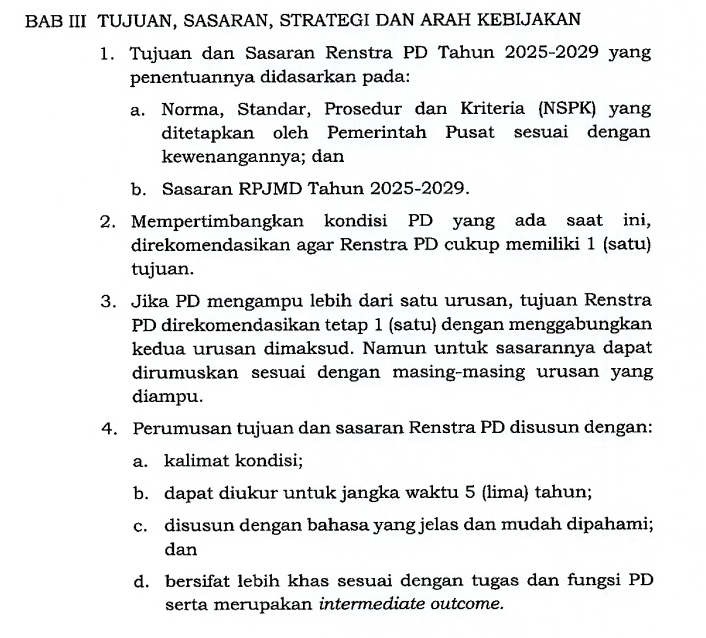 BAB III TUJUAN, SASARAN, STRATEGI DAN ARAH KEBIJAKAN
1. Tujuan dan Sasaran Renstra PD Tahun 2025-2029 yang
penentuannya didasarkan pada:
a. Norma, Standar, Prosedur dan Kriteria (NSPK) yang
ditetapkan oleh Pemerintah Pusat sesuai dengan
kewenangannya; dan
b. Sasaran RPJMD Tahun 2025-2029.
2. Mempertimbangkan kondisi PD yang ada saat ini,
direkomendasikan agar Renstra PD cukup memiliki 1 (satu)
tujuan.
3. Jika PD mengampu lebih dari satu urusan, tujuan Renstra
PD direkomendasikan tetap 1 (satu) dengan menggabungkan
kedua urusan dimaksud. Namun untuk sasarannya dapat
dirumuskan sesuai dengan masing-masing urusan yang
diampu.
4. Perumusan tujuan dan sasaran Renstra PD disusun dengan:
a. kalimat kondisi;
b. dapat diukur untuk jangka waktu 5 (lima) tahun;
c. disusun dengan bahasa yang jelas dan mudah dipahami;
dan
d. bersifat lebih khas sesuai dengan tugas dan fungsi PD
serta merupakan intermediate outcome.